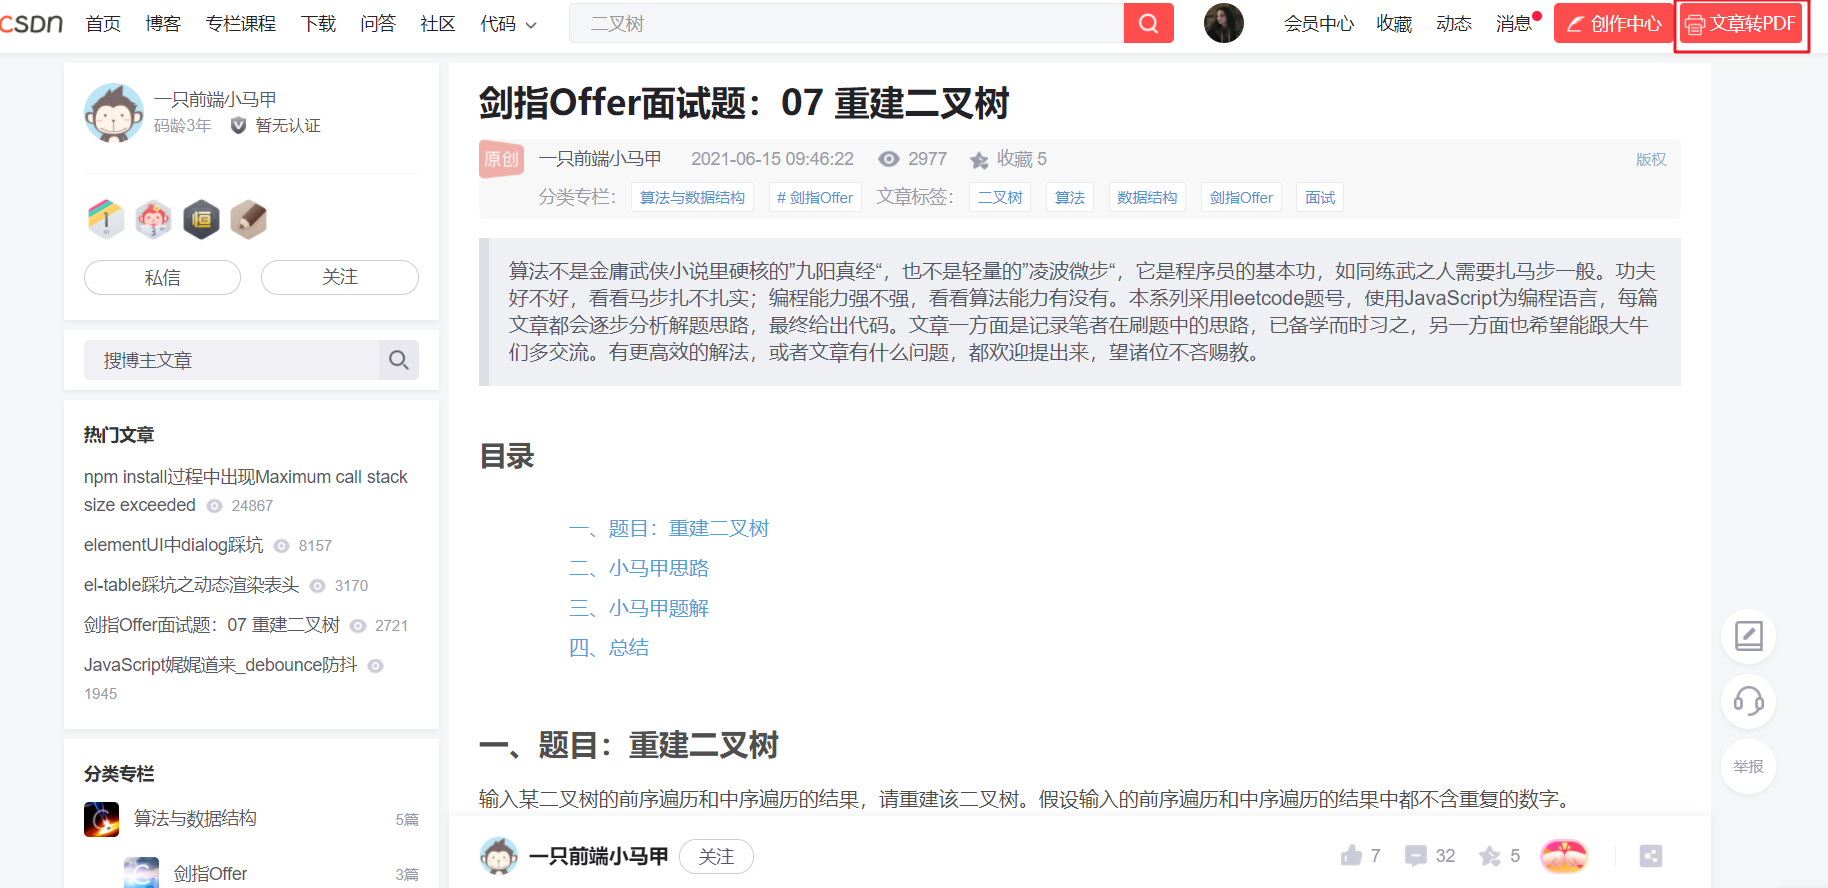 CSDN 首页 博客 专栏课程 下载 问答 社区 代码 二叉树 会员中心 收藏 动态 消息 创作中心 文章转PDF
一只前端小马甲
码龄3年 暂无认证
私信 关注
搜博主文章
热门文章
npm install过程中出现Maximum call stack
size exceeded 24867
elementUI中dialog踩坑 8157
el-table踩坑之动态渲染表头 3170
剑指Offer面试题：07 重建二叉树 2721
JavaScript娓娓道来_debounce防抖
1945
分类专栏
算法与数据结构 5篇
剑指Offer 3篇
剑指Offer面试题：07 重建二叉树
原创 一只前端小马甲 2021-06-15 09:46:22 2977 收藏 5 版权
分类专栏： 算法与数据结构 # 剑指Offer 文章标签： 二叉树 算法 数据结构 剑指Offer 面试
算法不是金庸武侠小说里硬核的”九阳真经“，也不是轻量的”凌波微步“，它是程序员的基本功，如同练武之人需要扎马步一般。功夫
好不好，看看马步扎不扎实；编程能力强不强，看看算法能力有没有。本系列采用leetcode题号，使用JavaScript为编程语言，每篇
文章都会逐步分析解题思路，最终给出代码。文章一方面是记录笔者在刷题中的思路，已备学而时习之，另一方面也希望能跟大牛
们多交流。有更高效的解法，或者文章有什么问题，都欢迎提出来，望诸位不吝赐教。
目录
一、题目：重建二叉树
二、小马甲思路
三、小马甲题解
四、总结
一、题目：重建二叉树
输入某二叉树的前序遍历和中序遍历的结果，请重建该二叉树。假设输入的前序遍历和中序遍历的结果中都不含重复的数字。
一只前端小马甲 关注 7 32 5
举报